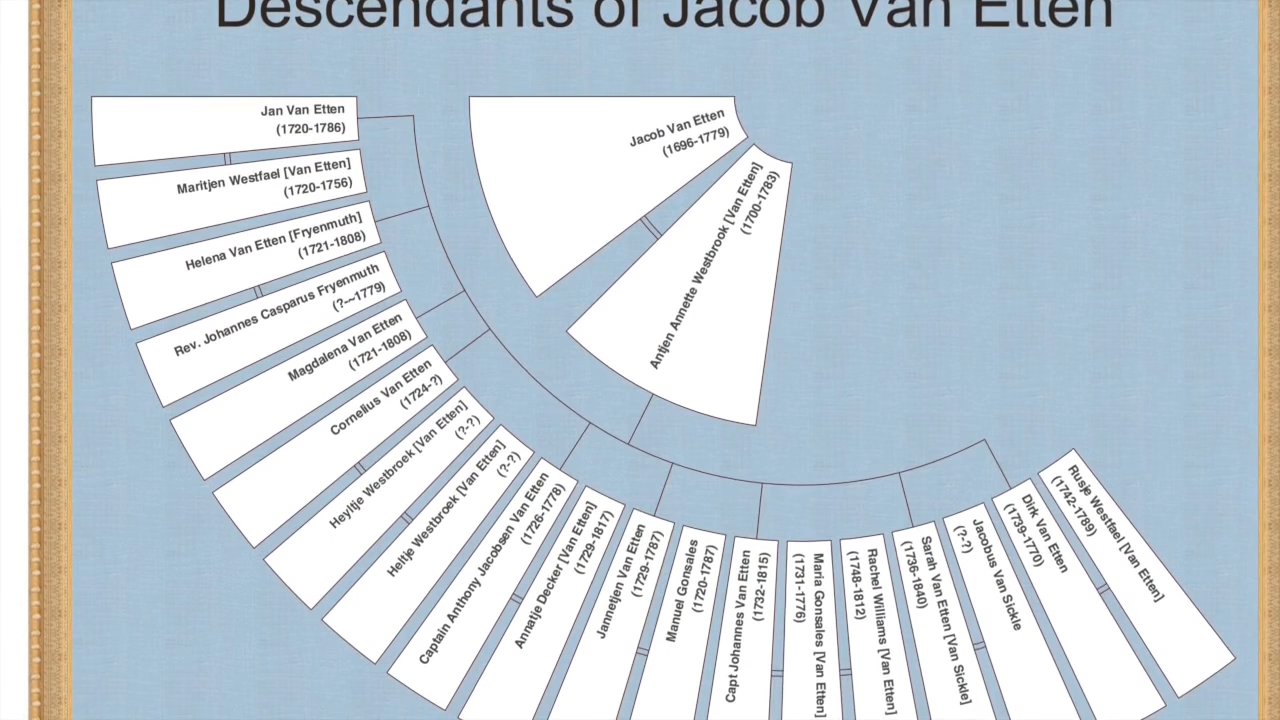 Descendants of Jacob Van Etten
Jacob Van Etten
(1696-1779)
Antjen Annette Westbrook [Van Etten]
(1700-1783)
Jan Van Etten
(1720-1786)
Maritjen Westfael [Van Etten]
(1720-1756)
Helena Van Etten [Fryenmuth]
(1721-1808)
Rev. Johannes Casparus Fryenmuth
(?-~1779)
Magdalena Van Etten
(1721-1808)
Cornelius Van Etten
(1724-?)
Heyltje Westbroek [Van Etten]
(?-?)
Heltje Westbroek [Van Etten]
(?-?)
Captain Anthony Jacobsen Van Etten
(1726-1778)
Annatje Decker [Van Etten]
(1729-1817)
Jannetjen Van Etten
(1729-1787)
Manuel Gonsales
(1720-1787)
Capt Johannes Van Etten
(1732-1815)
Maria Gonsales [Van Etten]
(1731-1776)
Rachel Williams [Van Etten]
(1748-1812)
Sarah Van Etten [Van Sickle]
(1736-1840)
Jacobus Van Sickle
(?-?)
Dirk Van Etten
(1739-1770)
Rusje Westfael [Van Etten]
(1742-1789)